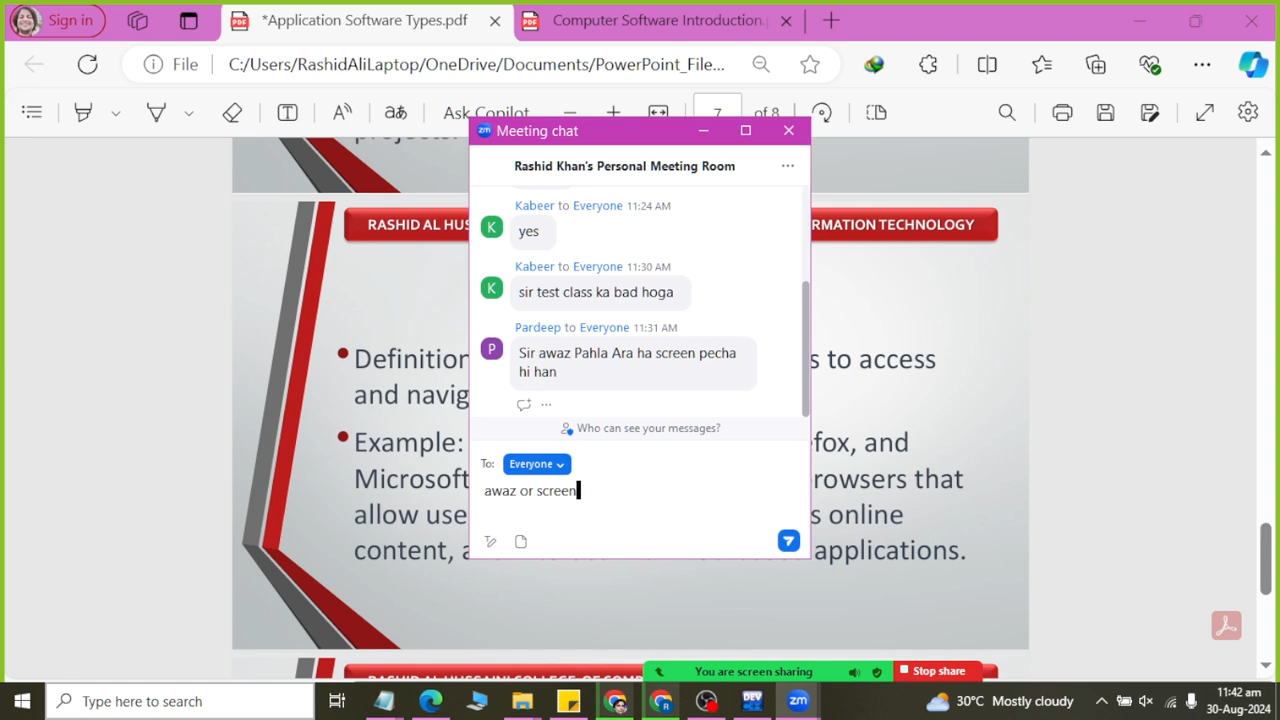 Sign in
*Application Software Types.pdf
Computer Software Introduction.p
File
C:/Users/RashidAliLaptop/OneDrive/Documents/PowerPoint_File...
Ask Copilot
7
of 8
projects.
Meeting chat
Rashid Khan's Personal Meeting Room
Kabeer to Everyone 11:24 AM
K
yes
Kabeer to Everyone 11:30 AM
K
sir test class ka bad hoga
Pardeep to Everyone 11:31 AM
P
Sir awaz Pahla Ara ha screen pecha
hi han
Who can see your messages?
To: Everyone
awaz or screen
RASHID AL HUS
RMATION TECHNOLOGY
Definition
s to access
and navig
Example:
efox, and
Microsoft
rowsers that
allow use
s online
content, a
applications.
You are screen sharing
Stop share
Type here to search
DEV
zm
30°C Mostly cloudy
11:42 am
30-Aug-2024